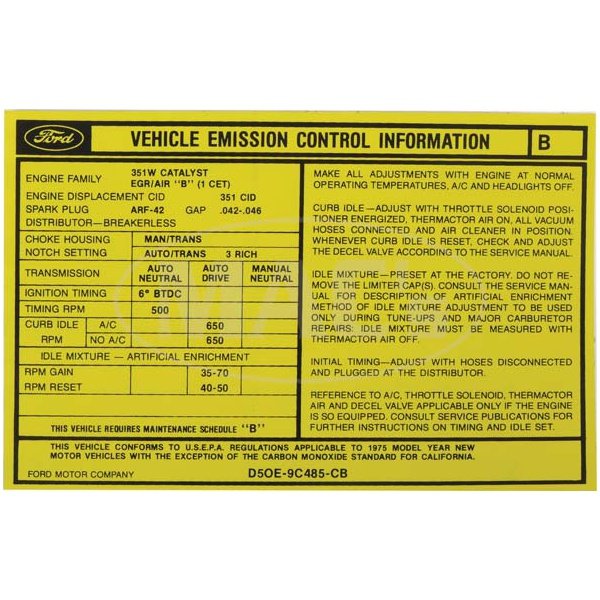 Ford VEHICLE EMISSION CONTROL INFORMATION B
ENGINE FAMILY 351W CATALYST
EGR/AIR "B" (1 CET)
ENGINE DISPLACEMENT CID 351 CID
SPARK PLUG ARF-42 GAP .042-.046
DISTRIBUTOR-BREAKERLESS
CHOKE HOUSING MAN/TRANS
NOTCH SETTING AUTO/TRANS 3 RICH
TRANSMISSION AUTO NEUTRAL AUTO DRIVE MANUAL NEUTRAL
IGNITION TIMING 6° BTDC
TIMING RPM 500
CURB IDLE A/C 650
RPM NO A/C 650
IDLE MIXTURE — ARTIFICIAL ENRICHMENT
RPM GAIN 35-70
RPM RESET 40-50
THIS VEHICLE REQUIRES MAINTENANCE SCHEDULE "B"
MAKE ALL ADJUSTMENTS WITH ENGINE AT NORMAL
OPERATING TEMPERATURES, A/C AND HEADLIGHTS OFF.
CURB IDLE—ADJUST WITH THROTTLE SOLENOID POSI-
TIONER ENERGIZED, THERMACTOR AIR ON, ALL VACUUM
HOSES CONNECTED AND AIR CLEANER IN POSITION.
WHENEVER CURB IDLE IS RESET, CHECK AND ADJUST
THE DECEL VALVE ACCORDING TO THE SERVICE MANUAL.
IDLE MIXTURE—PRESET AT THE FACTORY. DO NOT RE-
MOVE THE LIMITER CAP(S). CONSULT THE SERVICE MAN-
UAL FOR DESCRIPTION OF ARTIFICIAL ENRICHMENT
METHOD OF IDLE MIXTURE ADJUSTMENT TO BE USED
ONLY DURING TUNE-UPS AND MAJOR CARBURETOR
REPAIRS: IDLE MIXTURE MUST BE MEASURED WITH
THERMACTOR AIR OFF.
INITIAL TIMING—ADJUST WITH HOSES DISCONNECTED
AND PLUGGED AT THE DISTRIBUTOR.
REFERENCE TO A/C, THROTTLE SOLENOID, THERMACTOR
AIR AND DECEL VALVE APPLICABLE ONLY IF THE ENGINE
IS SO EQUIPPED. CONSULT SERVICE PUBLICATIONS FOR
FURTHER INSTRUCTIONS ON TIMING AND IDLE SET.
THIS VEHICLE CONFORMS TO U.S.E.P.A. REGULATIONS APPLICABLE TO 1975 MODEL YEAR NEW
MOTOR VEHICLES WITH THE EXCEPTION OF THE CARBON MONOXIDE STANDARD FOR CALIFORNIA.
FORD MOTOR COMPANY D5OE-9C485-CB